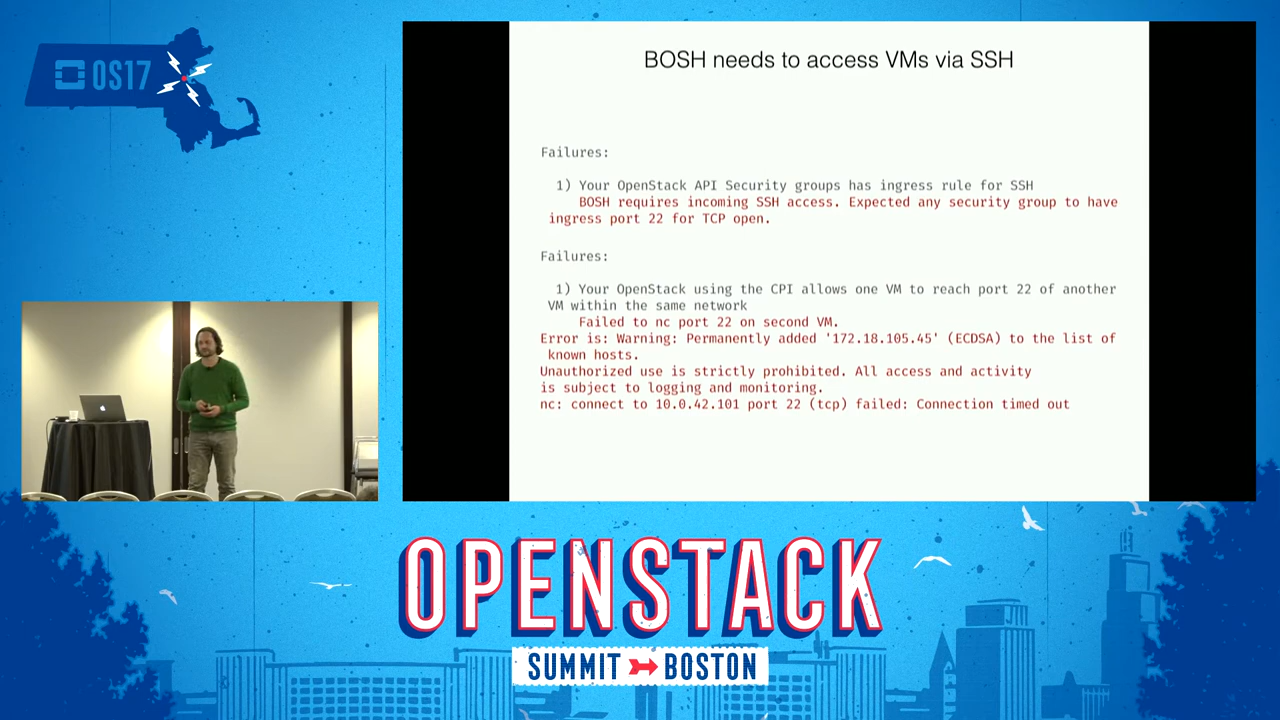 OS17
BOSH needs to access VMs via SSH
Failures:
1) Your OpenStack API Security groups has ingress rule for SSH
BOSH requires incoming SSH access. Expected any security group to have
ingress port 22 for TCP open.
Failures:
1) Your OpenStack using the CPI allows one VM to reach port 22 of another
VM within the same network
Failed to nc port 22 on second VM.
Error is: Warning: Permanently added '172.18.105.45' (ECDSA) to the list of
known hosts.
Unauthorized use is strictly prohibited. All access and activity
is subject to logging and monitoring.
nc: connect to 10.0.42.101 port 22 (tcp) failed: Connection timed out
OPENSTACK
SUMMIT BOSTON